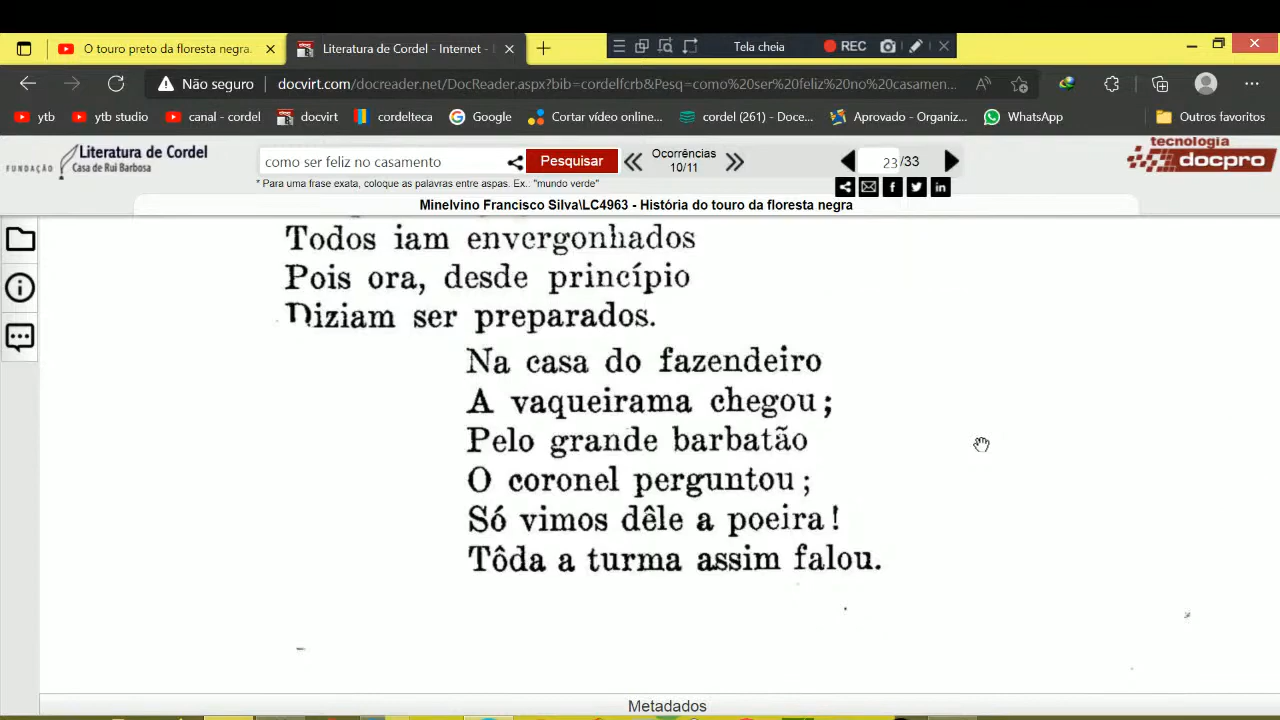 O touro preto da floresta negra.
Literatura de Cordel - Internet -
Tela cheia
REC
Não seguro
docvirt.com/docreader.net/DocReader.aspx?bib=cordelfcrb&Pesq=como%20ser%20feliz%20no%20casamen...
ytb
ytb studio
canal - cordel
docvirt
cordelteca
Google
Cortar vídeo online...
cordel (261) - Doce...
Aprovado - Organiz...
WhatsApp
Outros favoritos
FUNDAÇÃO
Literatura de Cordel
Casa de Rui Barbosa
como ser feliz no casamento
Pesquisar
Ocorrências
10/11
23/33
tecnologia
docpro
* Para uma frase exata, coloque as palavras entre aspas. Ex.: "mundo verde"
Minelvino Francisco Silva\LC4963 - História do touro da floresta negra
Todos iam envergonhados
Pois ora, desde princípio
Diziam ser preparados.
Na casa do fazendeiro
A vaqueirama chegou;
Pelo grande barbatão
O coronel perguntou;
Só vimos dêle a poeira!
Tôda a turma assim falou.
Metadados